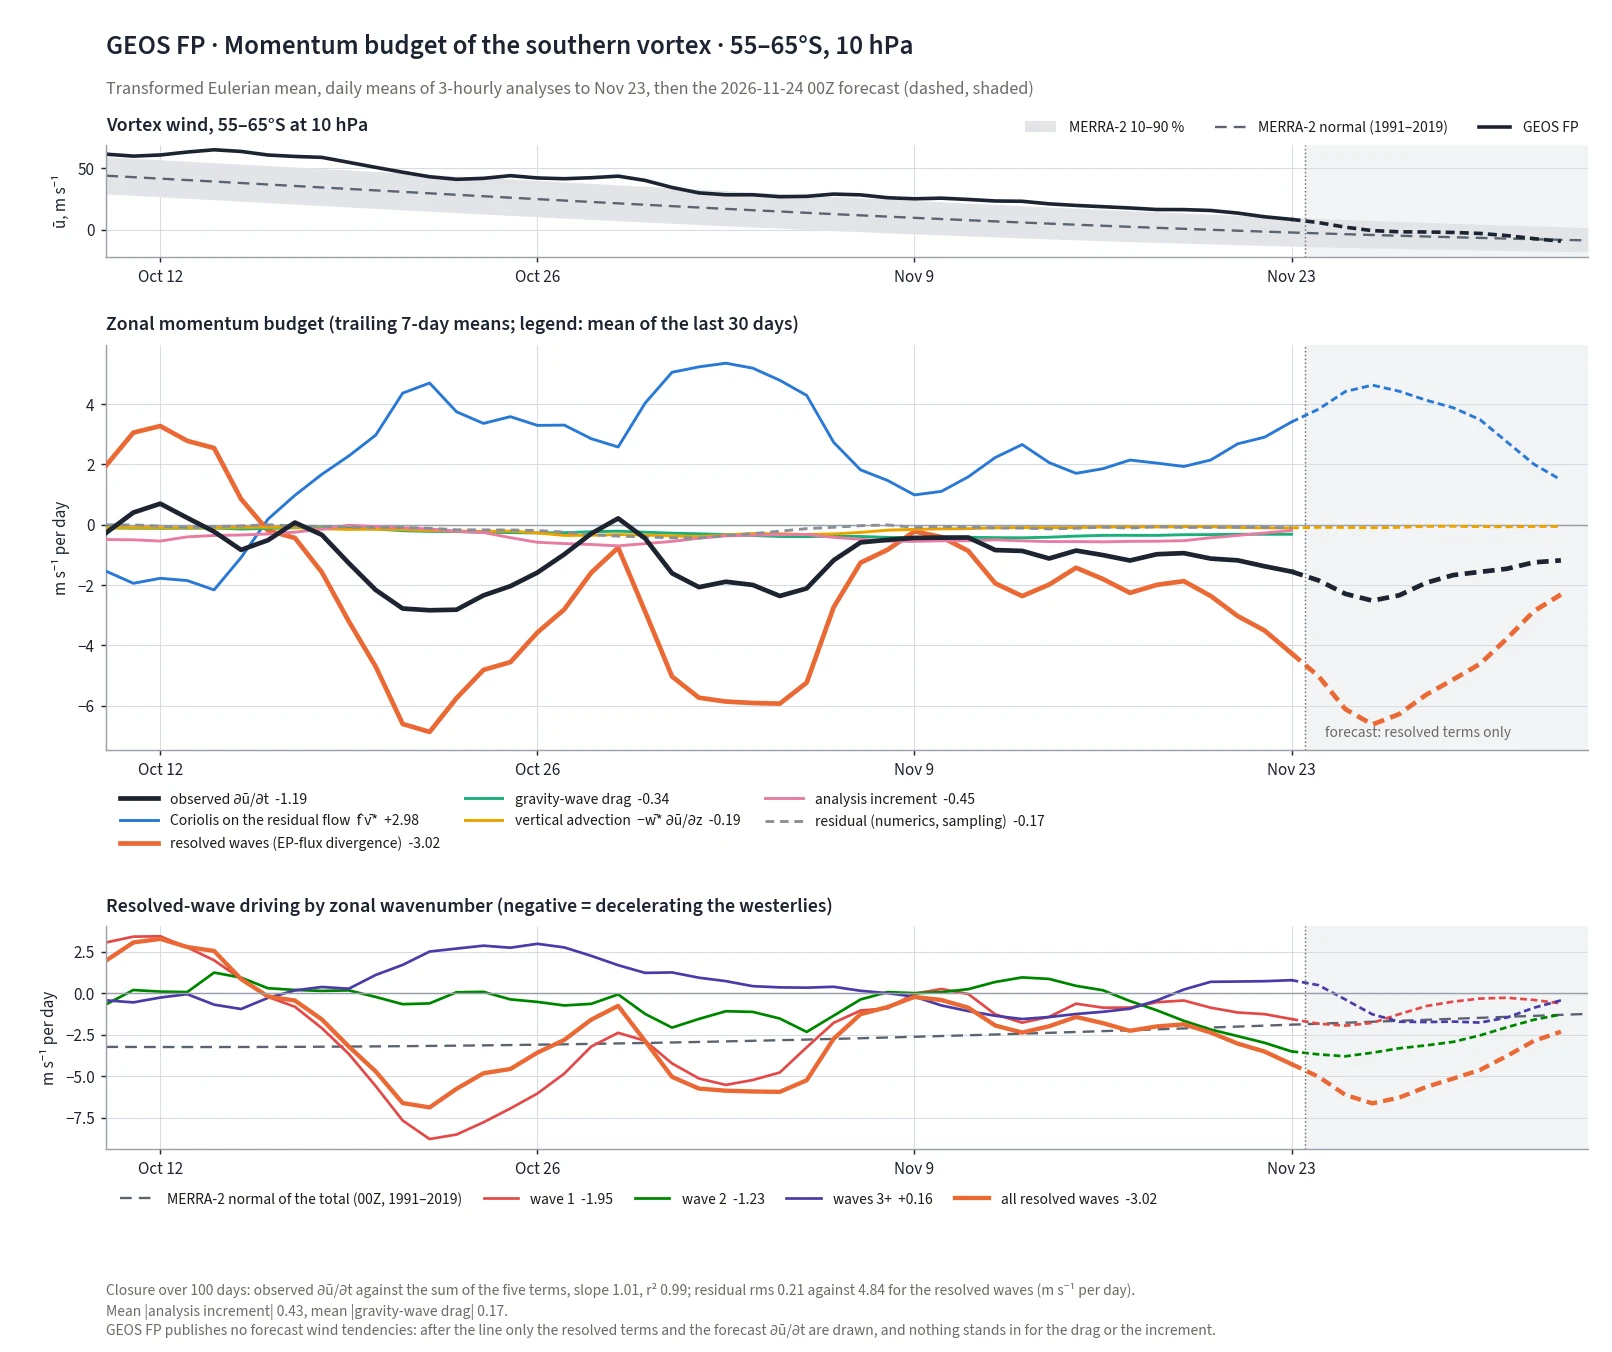 GEOS FP · Momentum budget of the southern vortex · 55–65°S, 10 hPa
Transformed Eulerian mean, daily means of 3-hourly analyses to Nov 23, then the 2026-11-24 00Z forecast (dashed, shaded)
Vortex wind, 55–65°S at 10 hPa
MERRA-2 10–90 %
MERRA-2 normal (1991–2019)
GEOS FP
ū, m s⁻¹
50
0
Oct 12
Oct 26
Nov 9
Nov 23
Zonal momentum budget (trailing 7-day means; legend: mean of the last 30 days)
m s⁻¹ per day
4
2
0
−2
−4
−6
forecast: resolved terms only
Oct 12
Oct 26
Nov 9
Nov 23
observed ∂ū/∂t -1.19
gravity-wave drag -0.34
analysis increment -0.45
Coriolis on the residual flow f v̄* +2.98
vertical advection −w̄* ∂ū/∂z -0.19
residual (numerics, sampling) -0.17
resolved waves (EP-flux divergence) -3.02
Resolved-wave driving by zonal wavenumber (negative = decelerating the westerlies)
m s⁻¹ per day
2.5
0.0
−2.5
−5.0
−7.5
Oct 12
Oct 26
Nov 9
Nov 23
MERRA-2 normal of the total (00Z, 1991–2019)
wave 1 -1.95
wave 2 -1.23
waves 3+ +0.16
all resolved waves -3.02
Closure over 100 days: observed ∂ū/∂t against the sum of the five terms, slope 1.01, r² 0.99; residual rms 0.21 against 4.84 for the resolved waves (m s⁻¹ per day).
Mean |analysis increment| 0.43, mean |gravity-wave drag| 0.17.
GEOS FP publishes no forecast wind tendencies: after the line only the resolved terms and the forecast ∂ū/∂t are drawn, and nothing stands in for the drag or the increment.